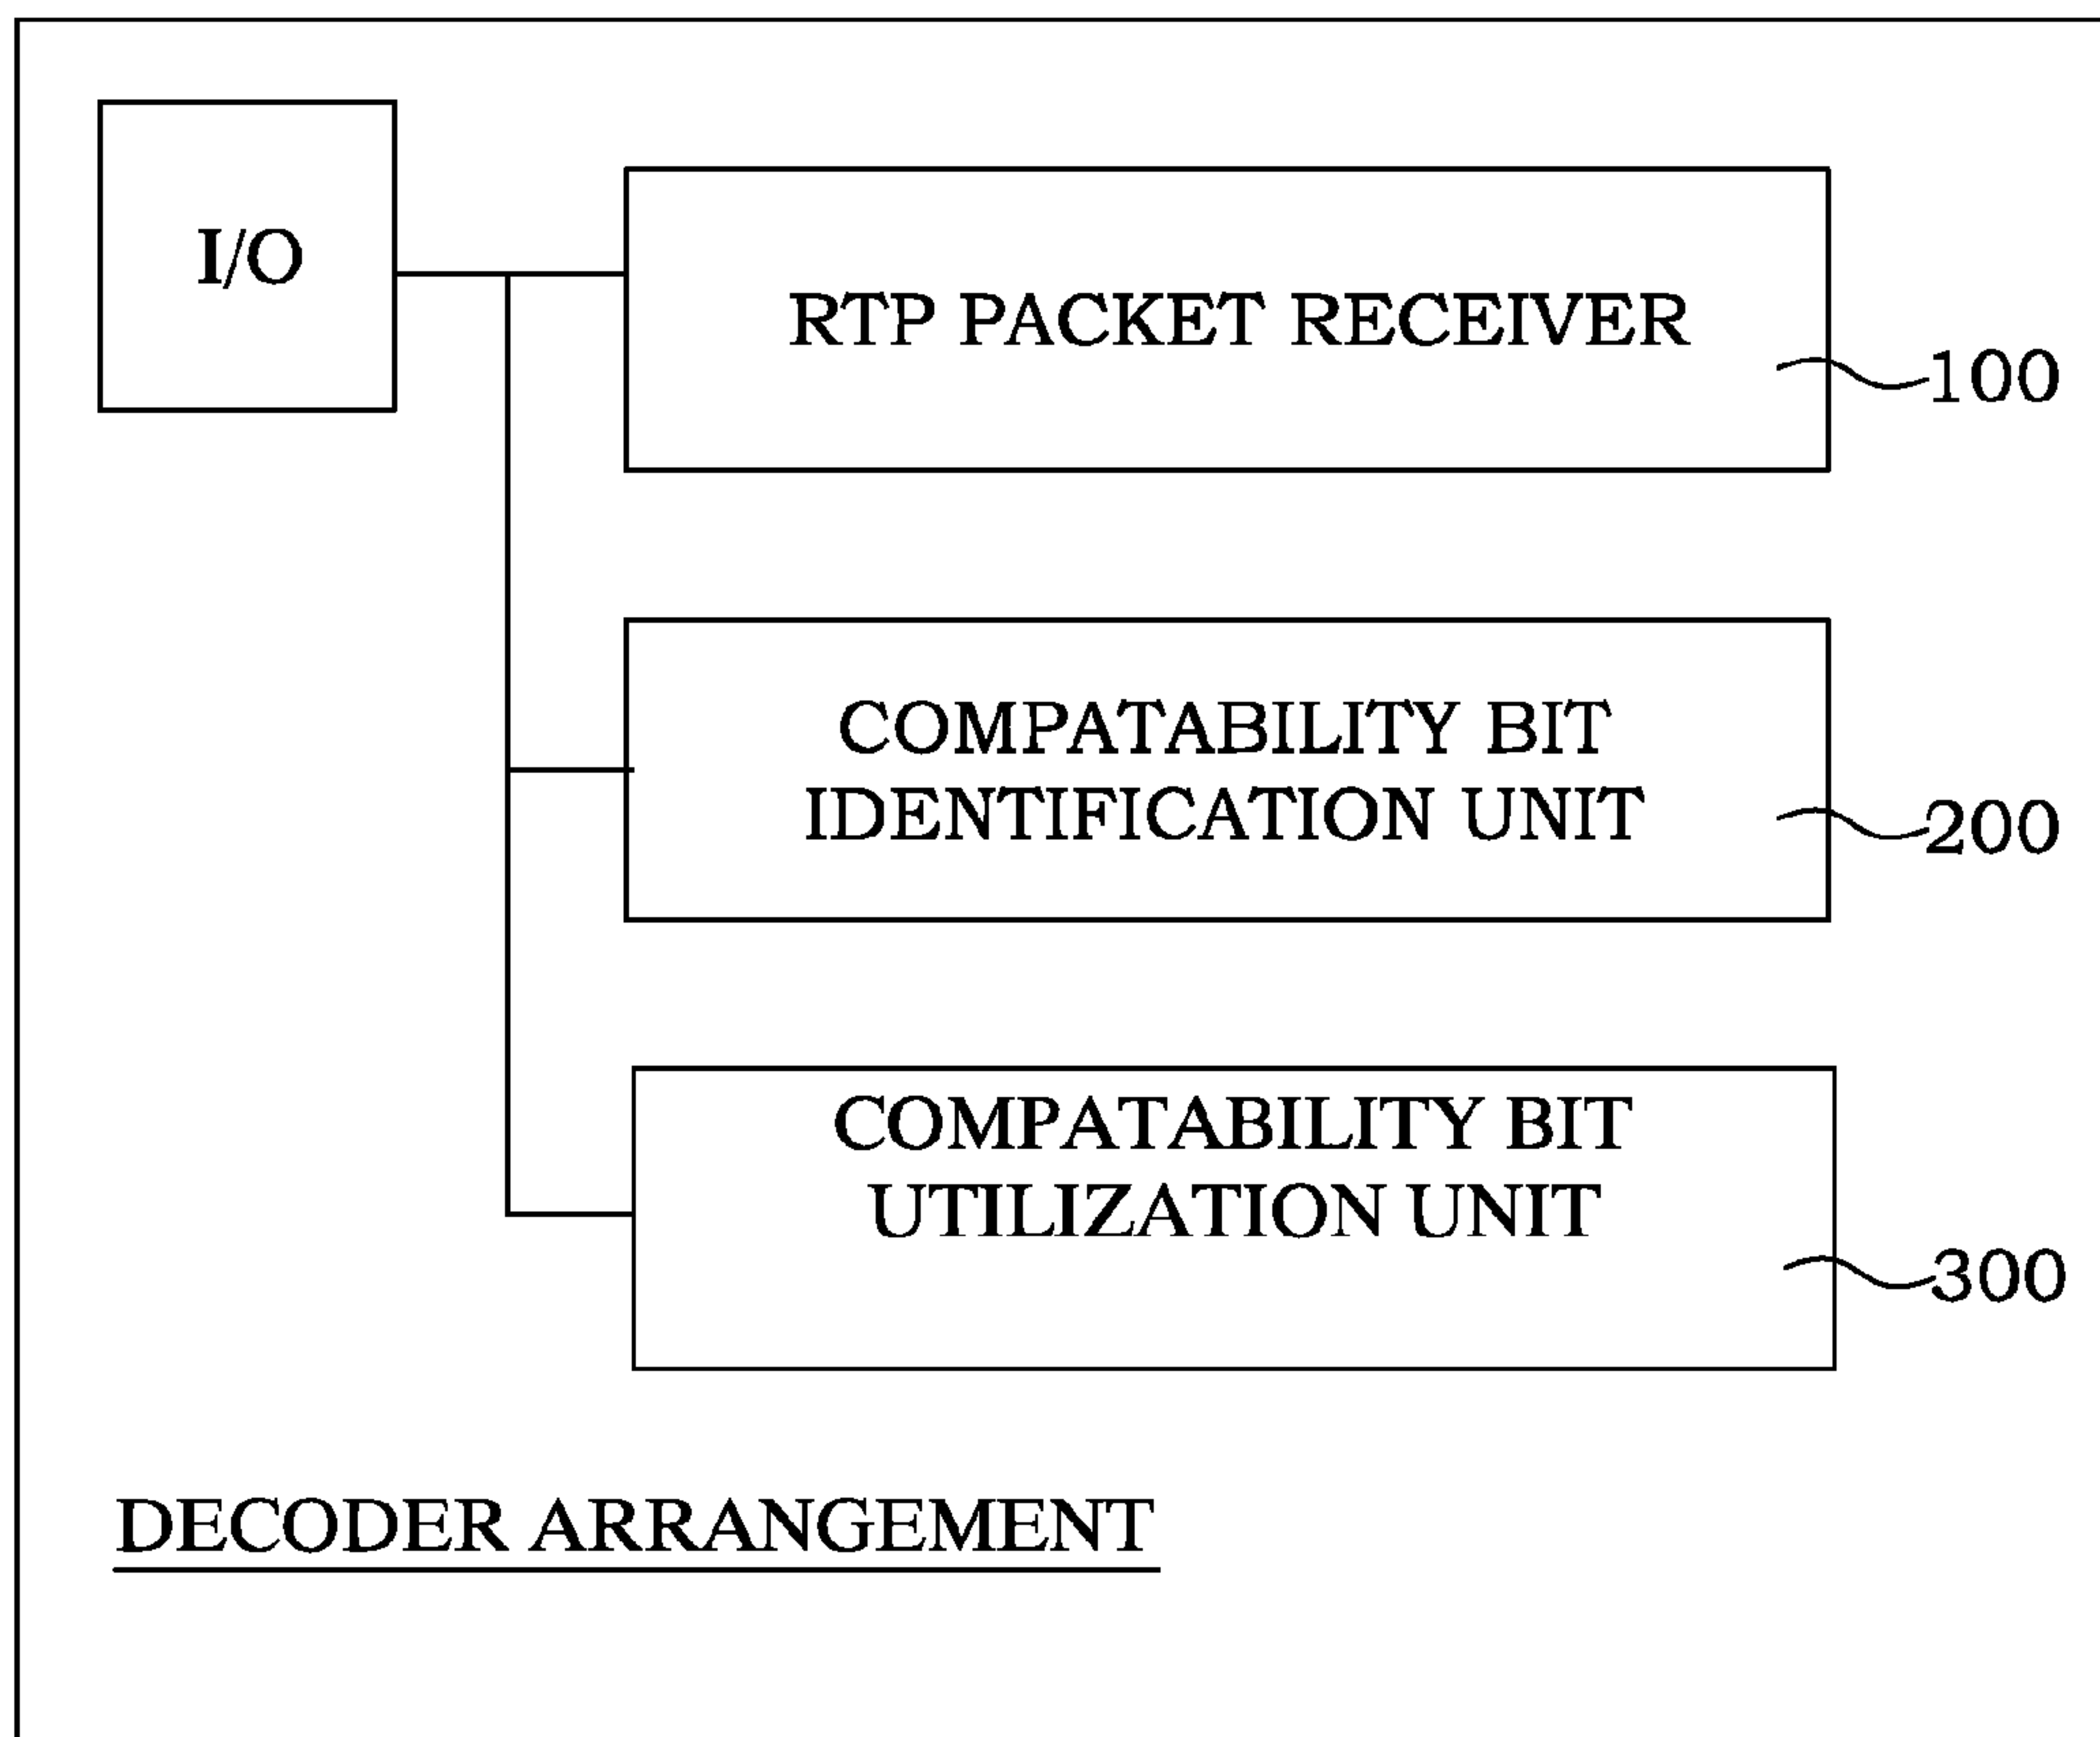 I/O
RTP PACKET RECEIVER
100
COMPATABILITY BIT
IDENTIFICATION UNIT
200
COMPATABILITY BIT
UTILIZATION UNIT
300
DECODER ARRANGEMENT